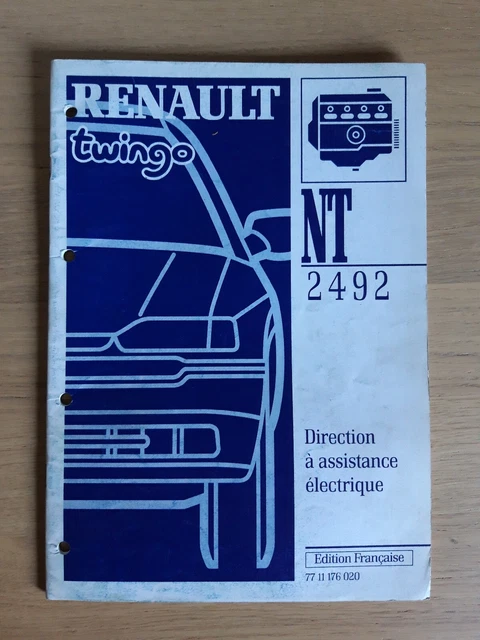 RENAULT
twingo
NT
2492
Direction
à assistance
électrique
Edition Française
77 11 176 020